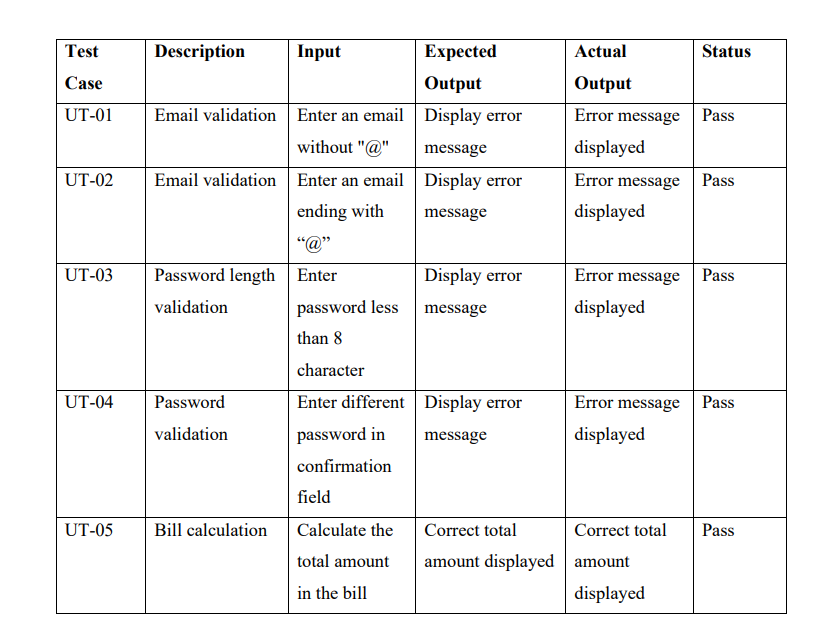 Test Case Description Input Expected Output Actual Output Status
UT-01 Email validation Enter an email without "@" Display error message Error message displayed Pass
UT-02 Email validation Enter an email ending with “@” Display error message Error message displayed Pass
UT-03 Password length validation Enter password less than 8 character Display error message Error message displayed Pass
UT-04 Password validation Enter different password in confirmation field Display error message Error message displayed Pass
UT-05 Bill calculation Calculate the total amount in the bill Correct total amount displayed Correct total amount displayed Pass